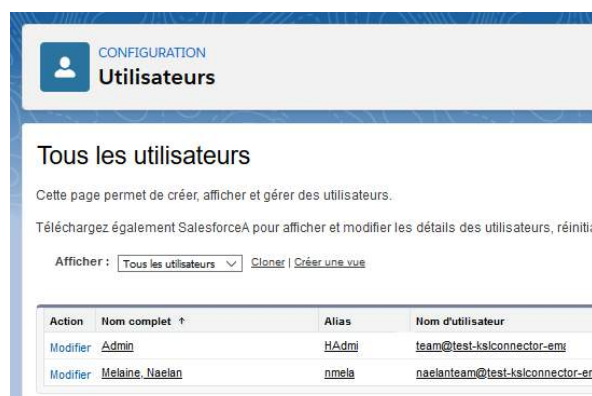 CONFIGURATION
Utilisateurs
Tous les utilisateurs
Cette page permet de créer, afficher et gérer des utilisateurs.
Téléchargez également SalesforceA pour afficher et modifier les détails des utilisateurs,
Afficher : Tous les utilisateurs Cloner | Créer une vue
Action Nom complet ↑ Alias Nom d'utilisateur
Modifier Admin HAdmi team@test-kslconnector-ema
Modifier Melaine, Naelan nmela naelanteam@test-kslconnector-em